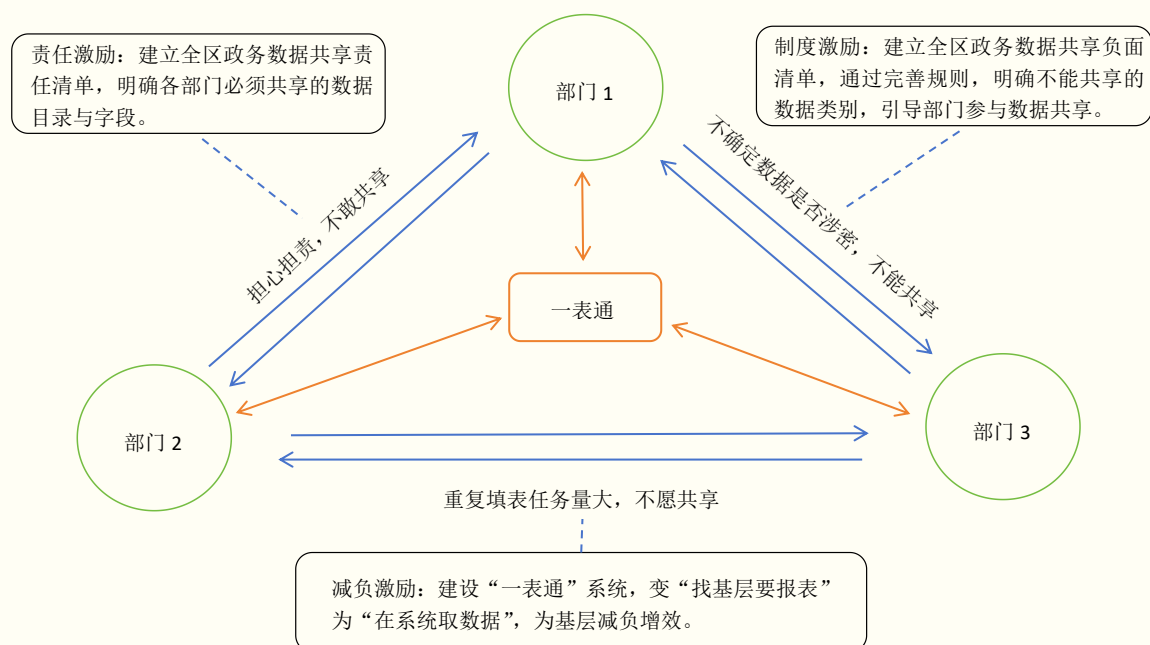 责任激励：建立全区政务数据共享责
任清单，明确各部门必须共享的数据
目录与字段。
部门 1
制度激励：建立全区政务数据共享负面
清单，通过完善规则，明确不能共享的
数据类别，引导部门参与数据共享。
担心担责，不敢共享
不确定数据是否涉密，不能共享
一表通
部门 2
部门 3
重复填表任务量大，不愿共享
减负激励：建设“一表通”系统，变“找基层要报表”
为“在系统取数据”，为基层减负增效。